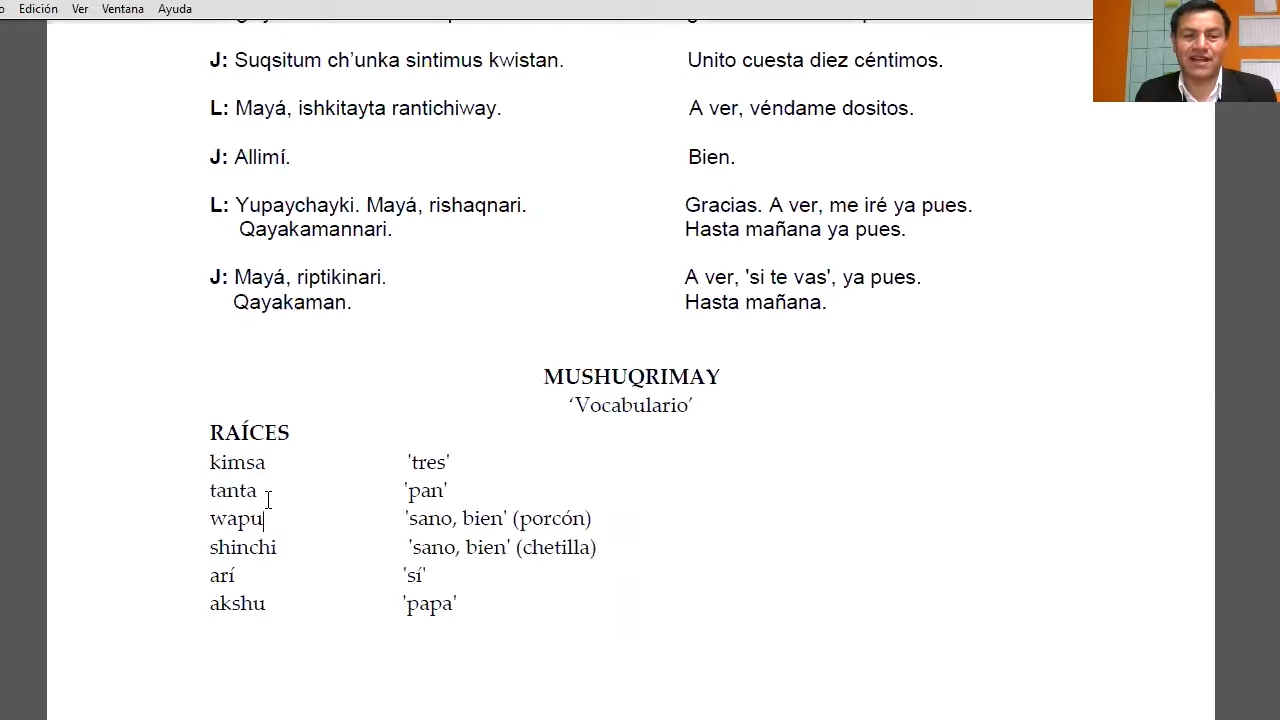 Edición Ver Ventana Ayuda
J: Suqsitum ch’unka sintimus kwistan. Unito cuesta diez céntimos.
L: Mayá, ishkitayta rantichiway. A ver, véndame dositos.
J: Allimí. Bien.
L: Yupaychayki. Mayá, rishaqnari. Gracias. A ver, me iré ya pues.
Qayakamannari. Hasta mañana ya pues.
J: Mayá, riptikinari. A ver, 'si te vas', ya pues.
Qayakaman. Hasta mañana.
MUSHUQRIMAY
‘Vocabulario’
RAÍCES
kimsa 'tres'
tanta 'pan'
wapu 'sano, bien' (porcón)
shinchi 'sano, bien' (chetilla)
arí 'sí'
akshu 'papa'